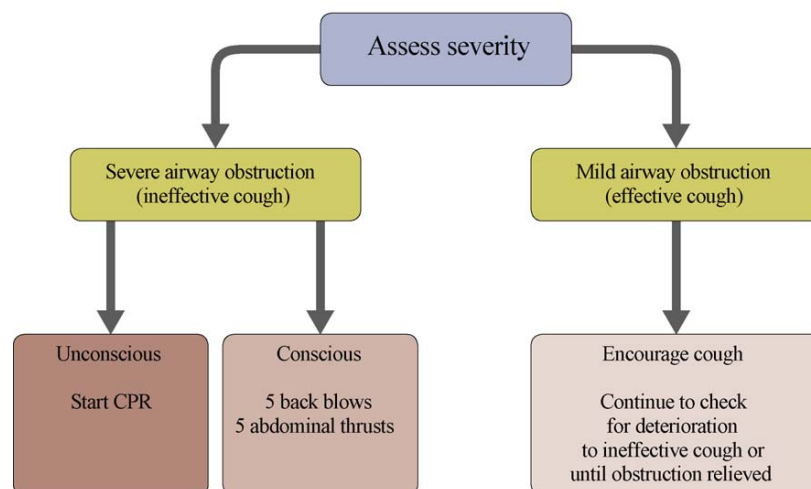 Assess severity
Severe airway obstruction
(ineffective cough)
Mild airway obstruction
(effective cough)
Unconscious
Start CPR
Conscious
5 back blows
5 abdominal thrusts
Encourage cough
Continue to check
for deterioration
to ineffective cough or
until obstruction relieved